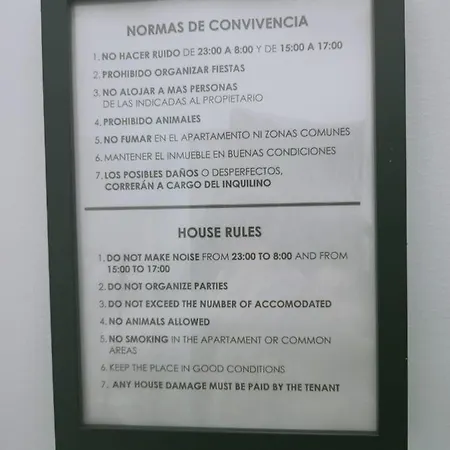 NORMAS DE CONVIVENCIA
1. NO HACER RUIDO DE 23:00 A 8:00 Y DE 15:00 A 17:00
2. PROHIBIDO ORGANIZAR FIESTAS
3. NO ALOJAR A MAS PERSONAS
DE LAS INDICADAS AL PROPIETARIO
4. PROHIBIDO ANIMALES
5. NO FUMAR EN EL APARTAMENTO NI ZONAS COMUNES
6. MANTENER EL INMUEBLE EN BUENAS CONDICIONES
7. LOS POSIBLES DAÑOS O DESPERFECTOS,
CORRERÁN A CARGO DEL INQUILINO
HOUSE RULES
1. DO NOT MAKE NOISE FROM 23:00 TO 8:00 AND FROM
15:00 TO 17:00
2. DO NOT ORGANIZE PARTIES
3. DO NOT EXCEED THE NUMBER OF ACCOMODATED
4. NO ANIMALS ALLOWED
5. NO SMOKING IN THE APARAMENT OR COMMON
AREAS
6. KEEP THE PLACE IN GOOD CONDITIONS
7. ANY HOUSE DAMAGE MUST BE PAID BY THE TENANT